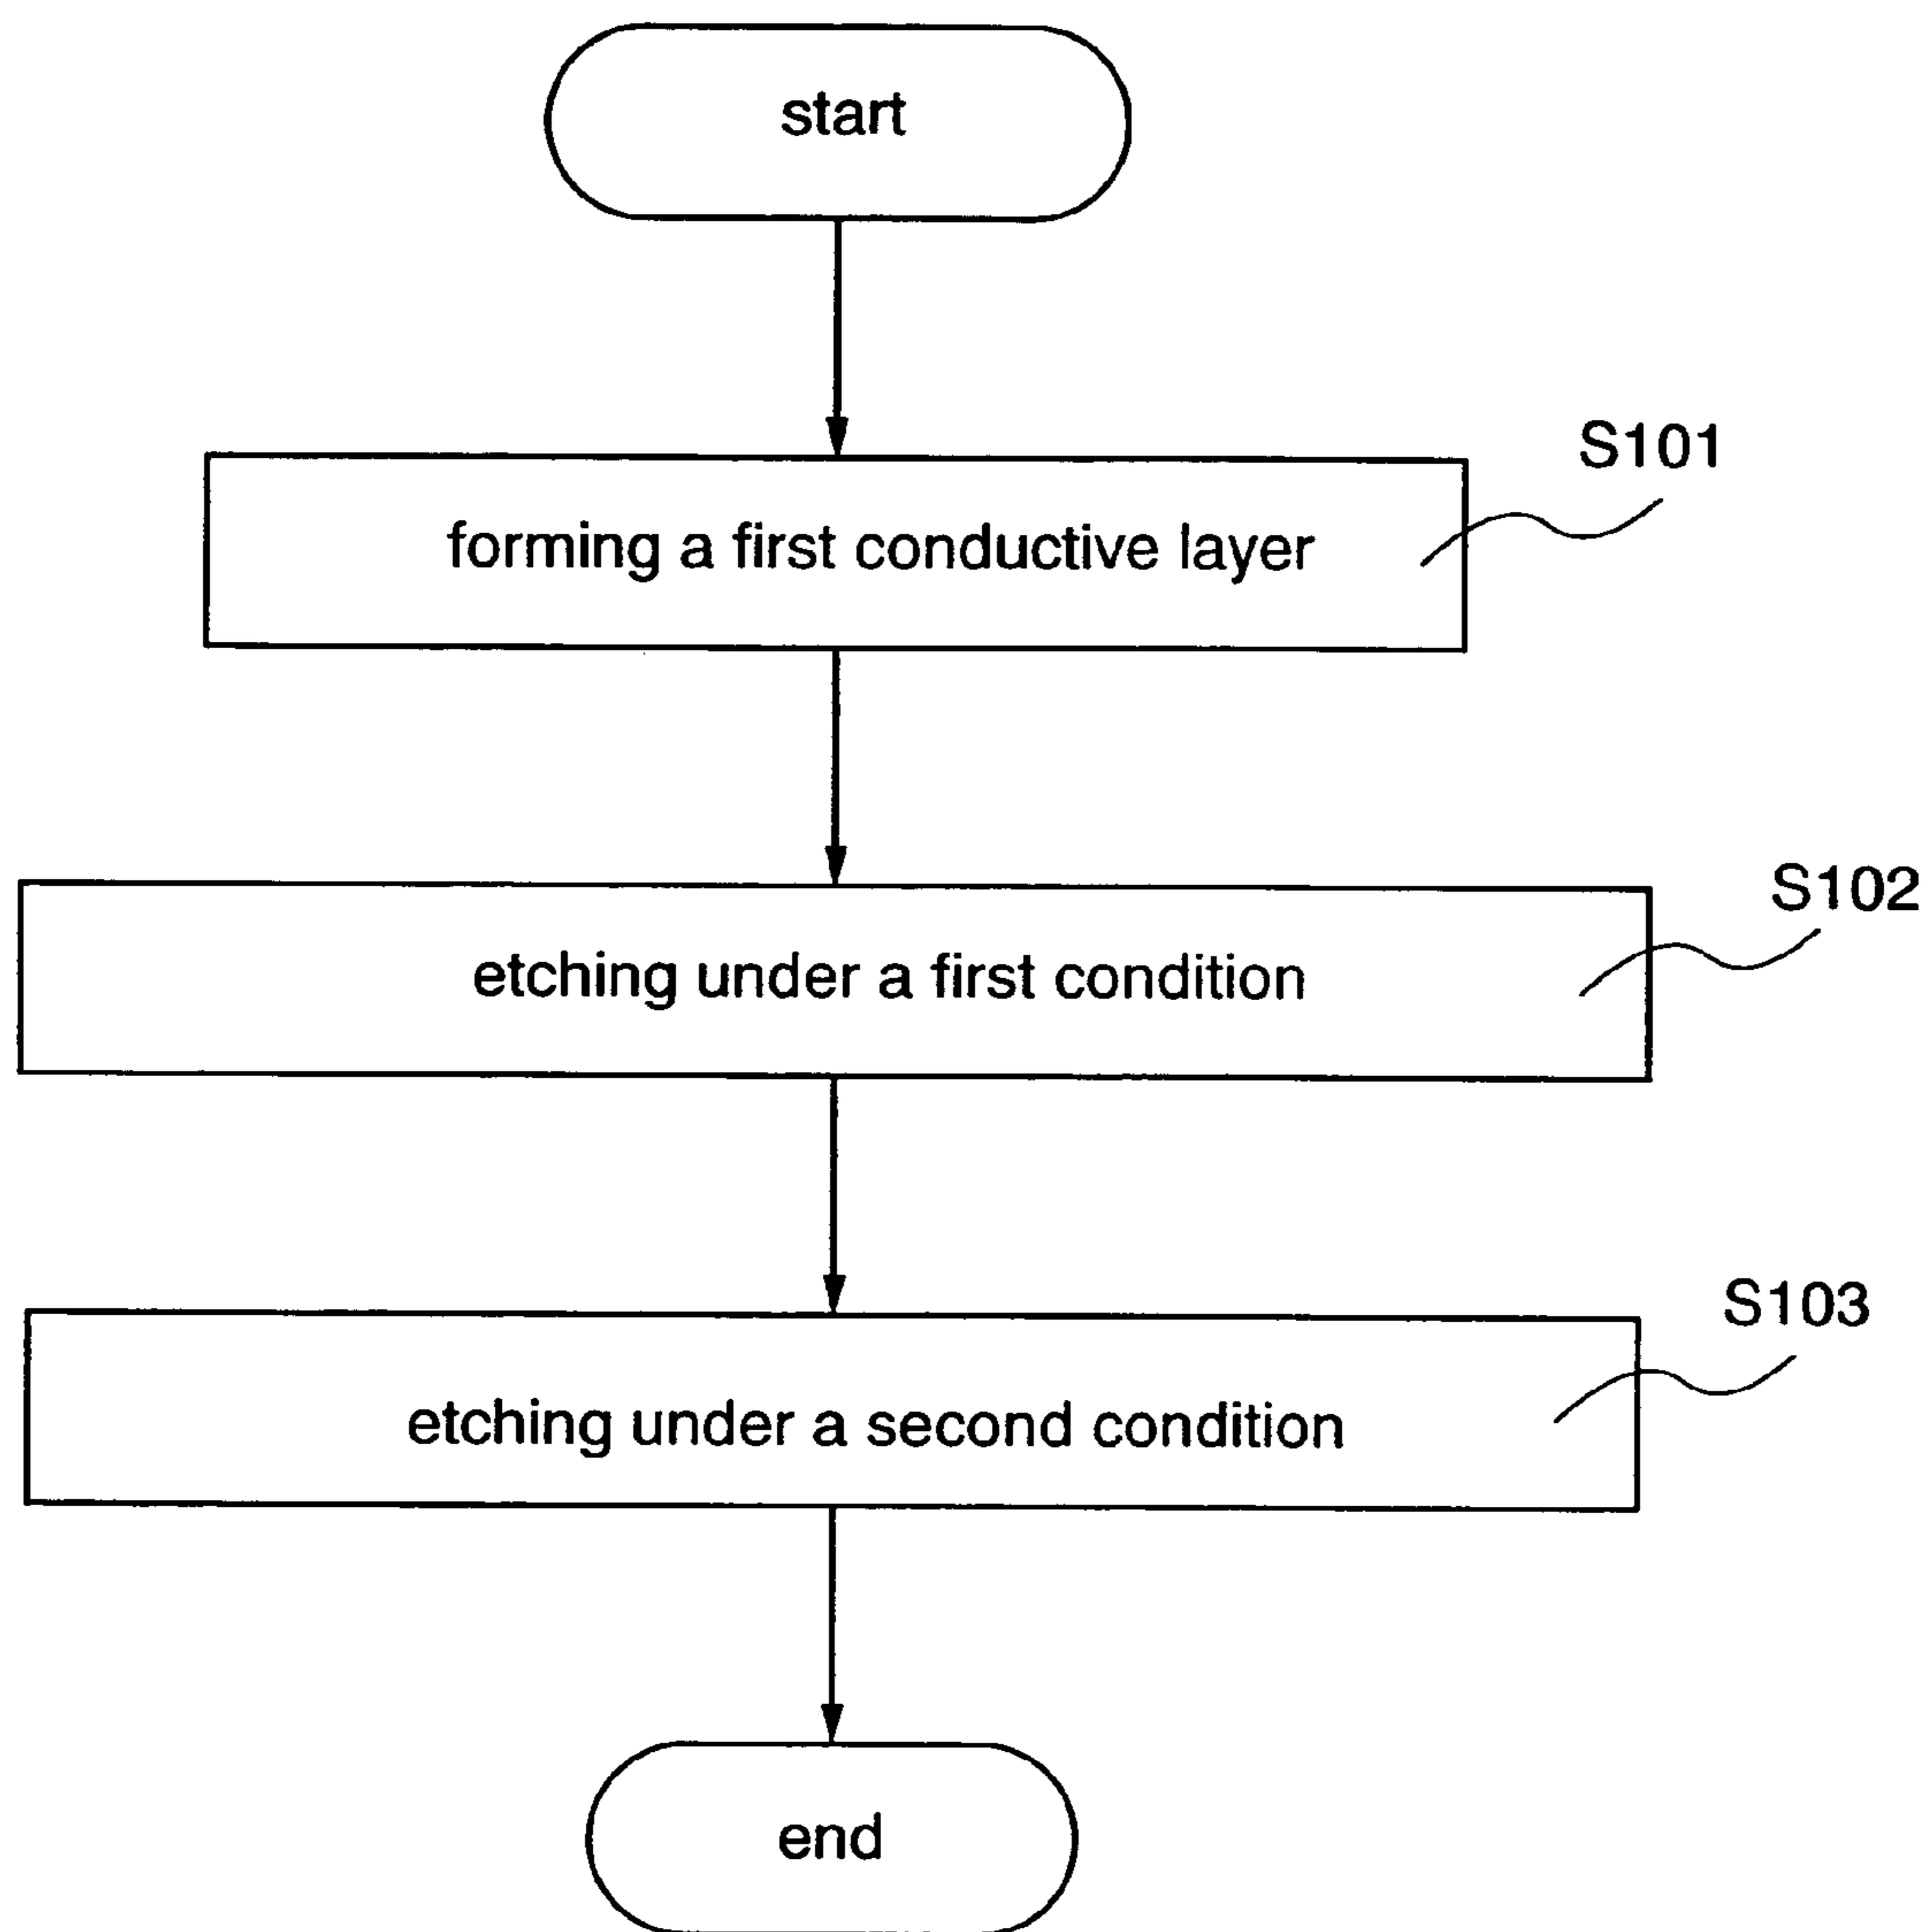 start
S101
forming a first conductive layer
S102
etching under a first condition
S103
etching under a second condition
end